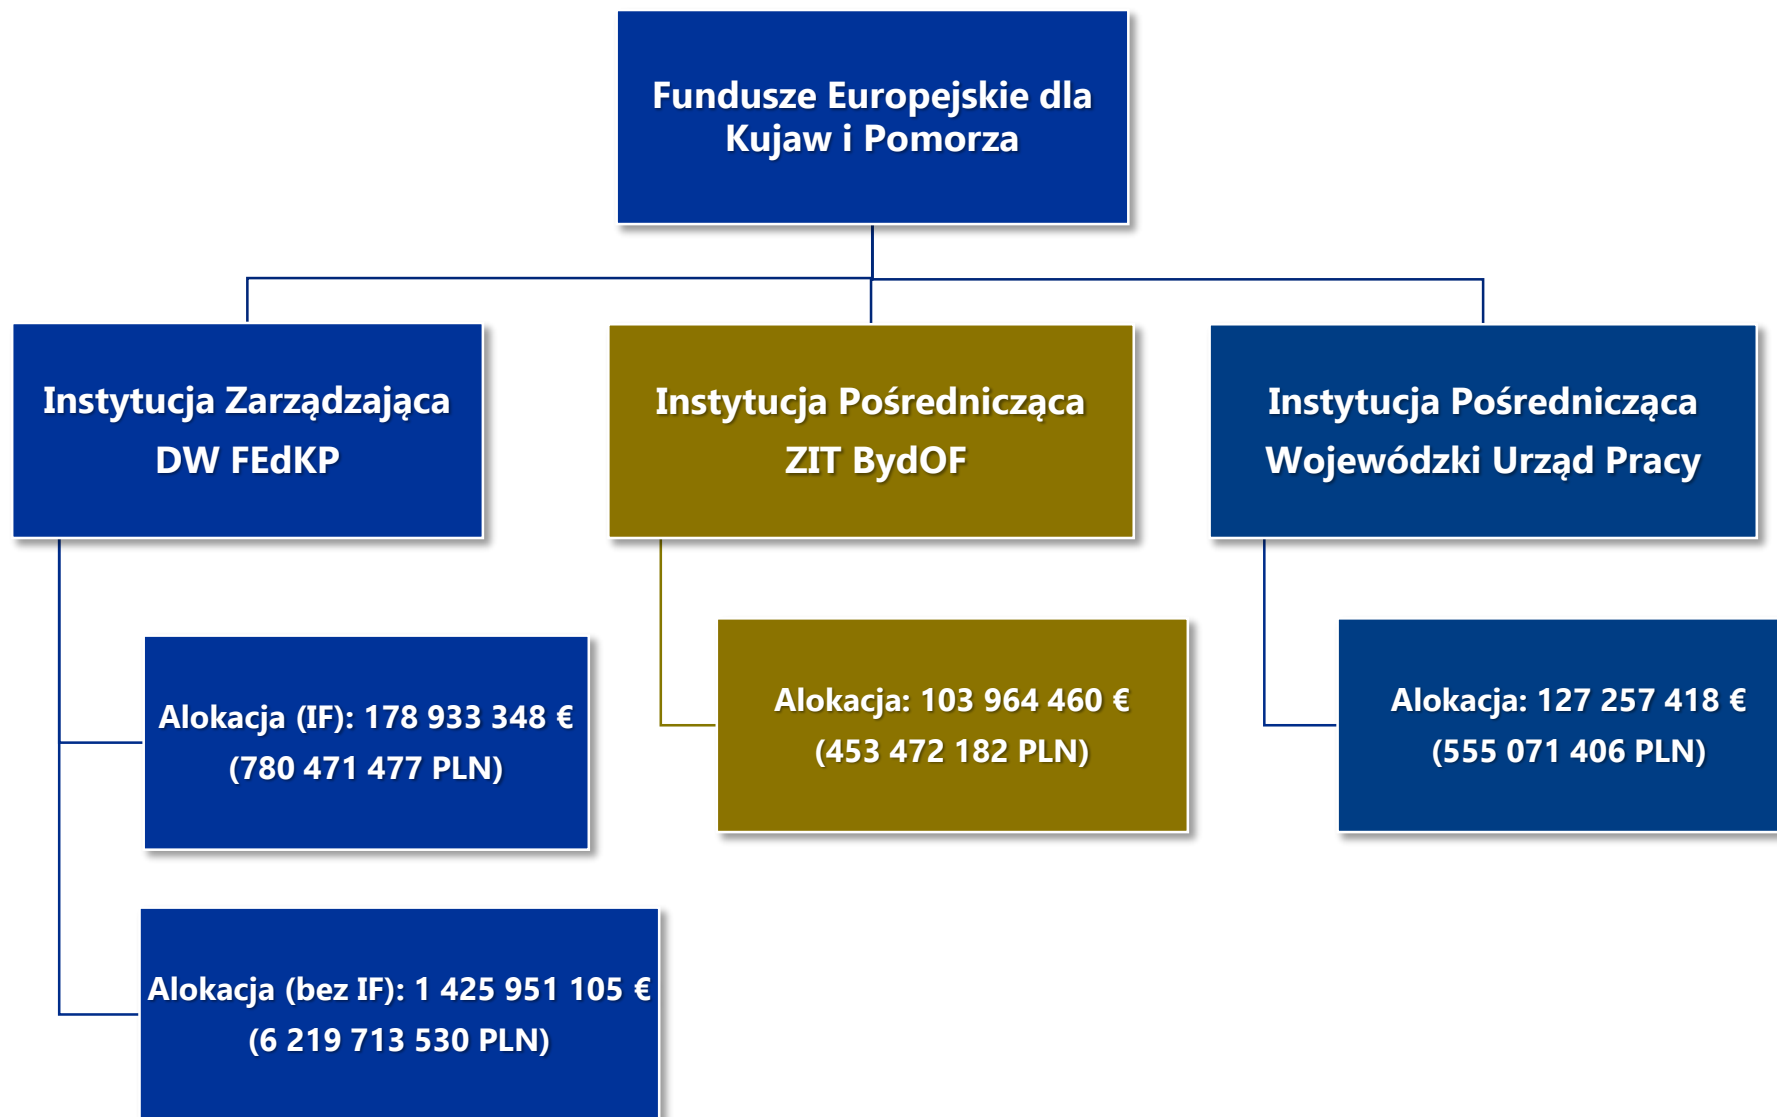 Fundusze Europejskie dla
Kujaw i Pomorza
Instytucja Zarządzająca
DW FEdKP
Instytucja Pośrednicząca
ZIT BydOF
Instytucja Pośrednicząca
Wojewódzki Urząd Pracy
Alokacja (IF): 178 933 348 €
(780 471 477 PLN)
Alokacja: 103 964 460 €
(453 472 182 PLN)
Alokacja: 127 257 418 €
(555 071 406 PLN)
Alokacja (bez IF): 1 425 951 105 €
(6 219 713 530 PLN)